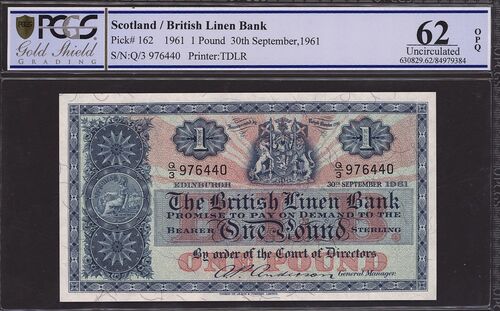 PCGS
Gold Shield
GRADING
Scotland / British Linen Bank
Pick# 162 1961 1 Pound 30th September,1961
S/N:Q/3 976440 Printer:TDLR
62
Uncirculated
630829.62/84979384
OPQ
1
1
Q/3 976440
Q/3 976440
EDINBURGH
30TH SEPTEMBER 1961
The British Linen Bank
PROMISE TO PAY ON DEMAND TO THE
BEARER One Pound STERLING
By order of the Court of Directors
ONE POUND
General Manager.